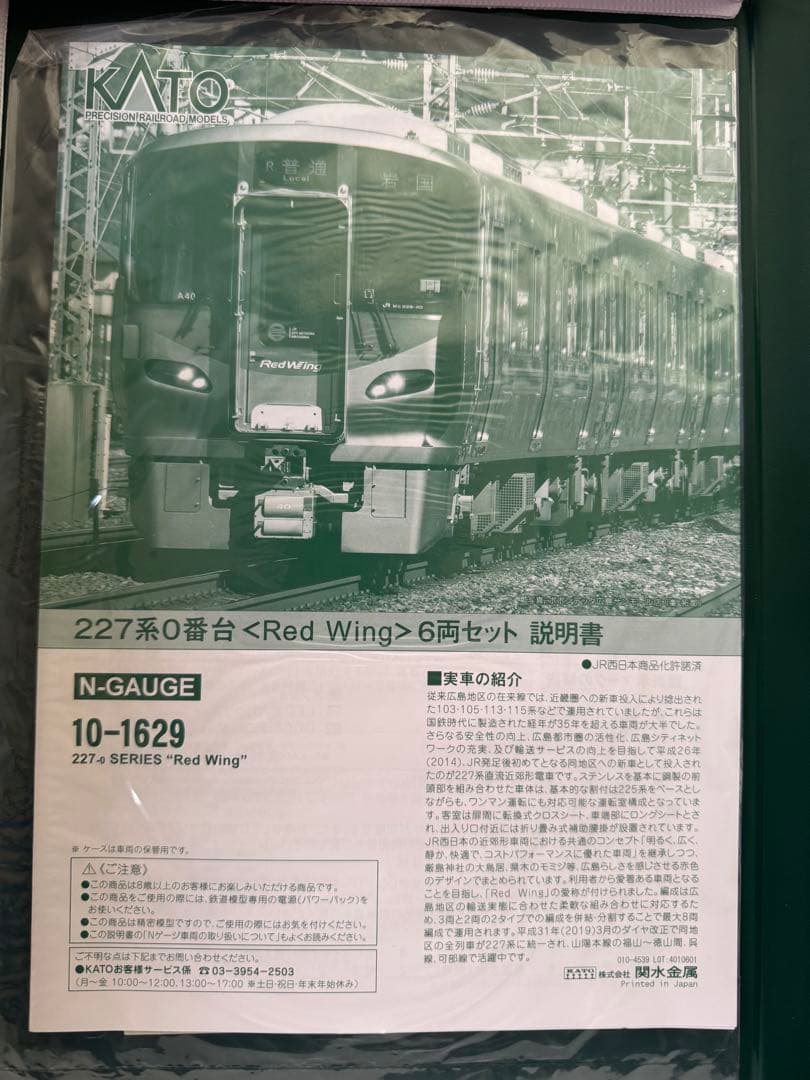 KATO
PRECISION RAILROAD MODELS
R 普通
Local
岩国
A40
Red Wing
227系0番台<Red Wing>6両セット 説明書
●JR西日本商品化許諾済
N-GAUGE
10-1629
227-0 SERIES “Red Wing”
■実車の紹介
従来広島地区の在来線では、近畿圏への新車投入により捻出され
た103・105・113・115系などで運用されていましたが、これらは
国鉄時代に製造された経年が35年を超える車両が大半でした。
さらなる安全性の向上、広島都市圏の活性化、広島シティネット
ワークの充実、及び輸送サービスの向上を目指して平成26年
(2014)、JR発足後初めてとなる同地区への新車として投入され
たのが227系直流近郊形電車です。ステンレスを基本に鋼製の前
頭部を組み合わせた車体は、基本的な割付は225系をベースとし
ながらも、ワンマン運転にも対応可能な運転室構成となっていま
す。客室は扉間に転換式クロスシート、車端部にロングシートとさ
れ、出入り口付近には折り畳み式補助腰掛が設置されています。
JR西日本の近郊形車両における共通のコンセプト「明るく、広く、
静か、快適で、コストパフォーマンスに優れた車両」を継承しつつ、
厳島神社の大鳥居、県木のモミジ等、広島らしさを感じさせる赤色
のデザインでまとめられています。利用者から愛着ある車両となる
ことを目指し、「Red Wing」の愛称が付けられました。編成は広
島地区の輸送実態に合わせた柔軟な組み合わせに対応するた
め、3両と2両の2タイプでの編成を併結・分割することで最大8両
編成で運用されます。平成31年(2019)3月のダイヤ改正で同地
区の全列車が227系に統一され、山陽本線の福山～徳山間、呉
線、可部線で活躍中です。
※ ケースは車両の保管用です。
⚠〈ご注意〉
●この商品は8歳以上のお客様にお楽しみいただける商品です。
●この商品をご使用の際には、鉄道模型専用の電源(パワーパック)を
お使いください。
●この商品は精密模型ですので、ご使用の際にはお気を付けください。
●この説明書の「Nゲージ車両の取り扱いについて」もよくお読みください。
ご不明な点は下記までお問い合わせください。
●KATOお客様サービス係 ☎03-3954-2503
(月～金 10:00～12:00、13:00～17:00 ※土日・祝日・年末年始休み)
010-4539 LOT:4010601
KATO 株式会社 関水金属
Printed in Japan